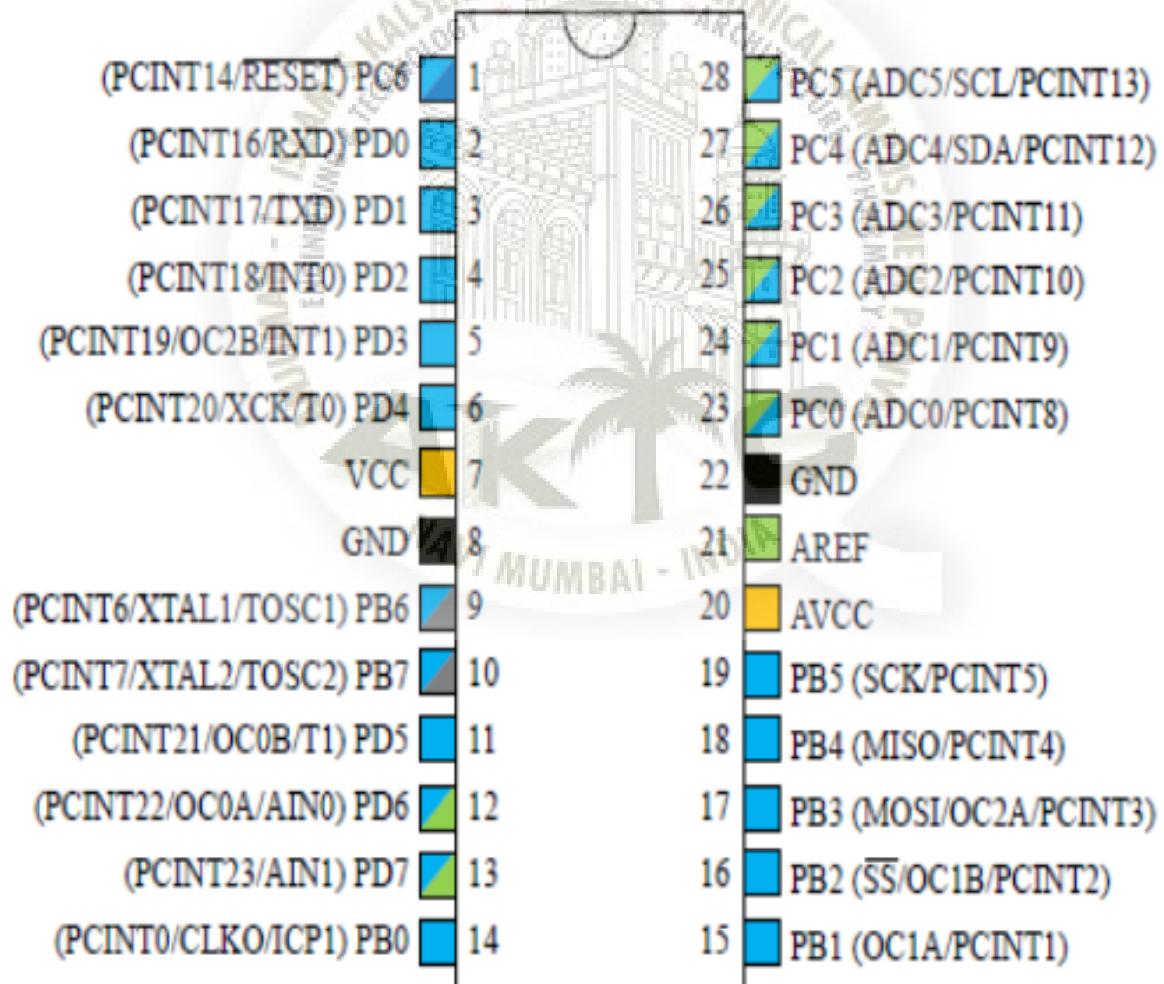 (PCINT14/RESET) PC6 1 28 PC5 (ADC5/SCL/PCINT13)
(PCINT16/RXD) PD0 2 27 PC4 (ADC4/SDA/PCINT12)
(PCINT17/TXD) PD1 3 26 PC3 (ADC3/PCINT11)
(PCINT18/INT0) PD2 4 25 PC2 (ADC2/PCINT10)
(PCINT19/OC2B/INT1) PD3 5 24 PC1 (ADC1/PCINT9)
(PCINT20/XCK/T0) PD4 6 23 PC0 (ADC0/PCINT8)
VCC 7 22 GND
GND 8 21 AREF
(PCINT6/XTAL1/TOSC1) PB6 9 20 AVCC
(PCINT7/XTAL2/TOSC2) PB7 10 19 PB5 (SCK/PCINT5)
(PCINT21/OC0B/T1) PD5 11 18 PB4 (MISO/PCINT4)
(PCINT22/OC0A/AIN0) PD6 12 17 PB3 (MOSI/OC2A/PCINT3)
(PCINT23/AIN1) PD7 13 16 PB2 (SS/OC1B/PCINT2)
(PCINT0/CLKO/ICP1) PB0 14 15 PB1 (OC1A/PCINT1)
MUMBAI - INDIA